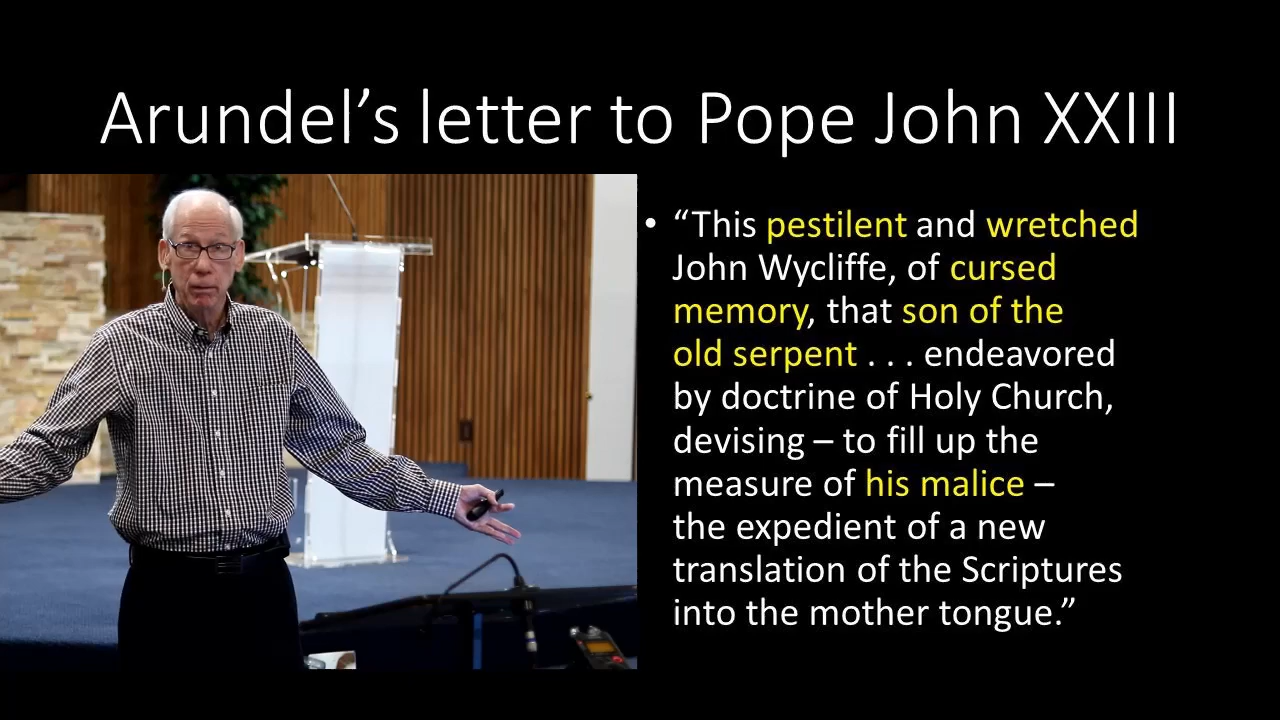 Arundel’s letter to Pope John XXIII
• “This pestilent and wretched
John Wycliffe, of cursed
memory, that son of the
old serpent . . . endeavored
by doctrine of Holy Church,
devising – to fill up the
measure of his malice –
the expedient of a new
translation of the Scriptures
into the mother tongue.”